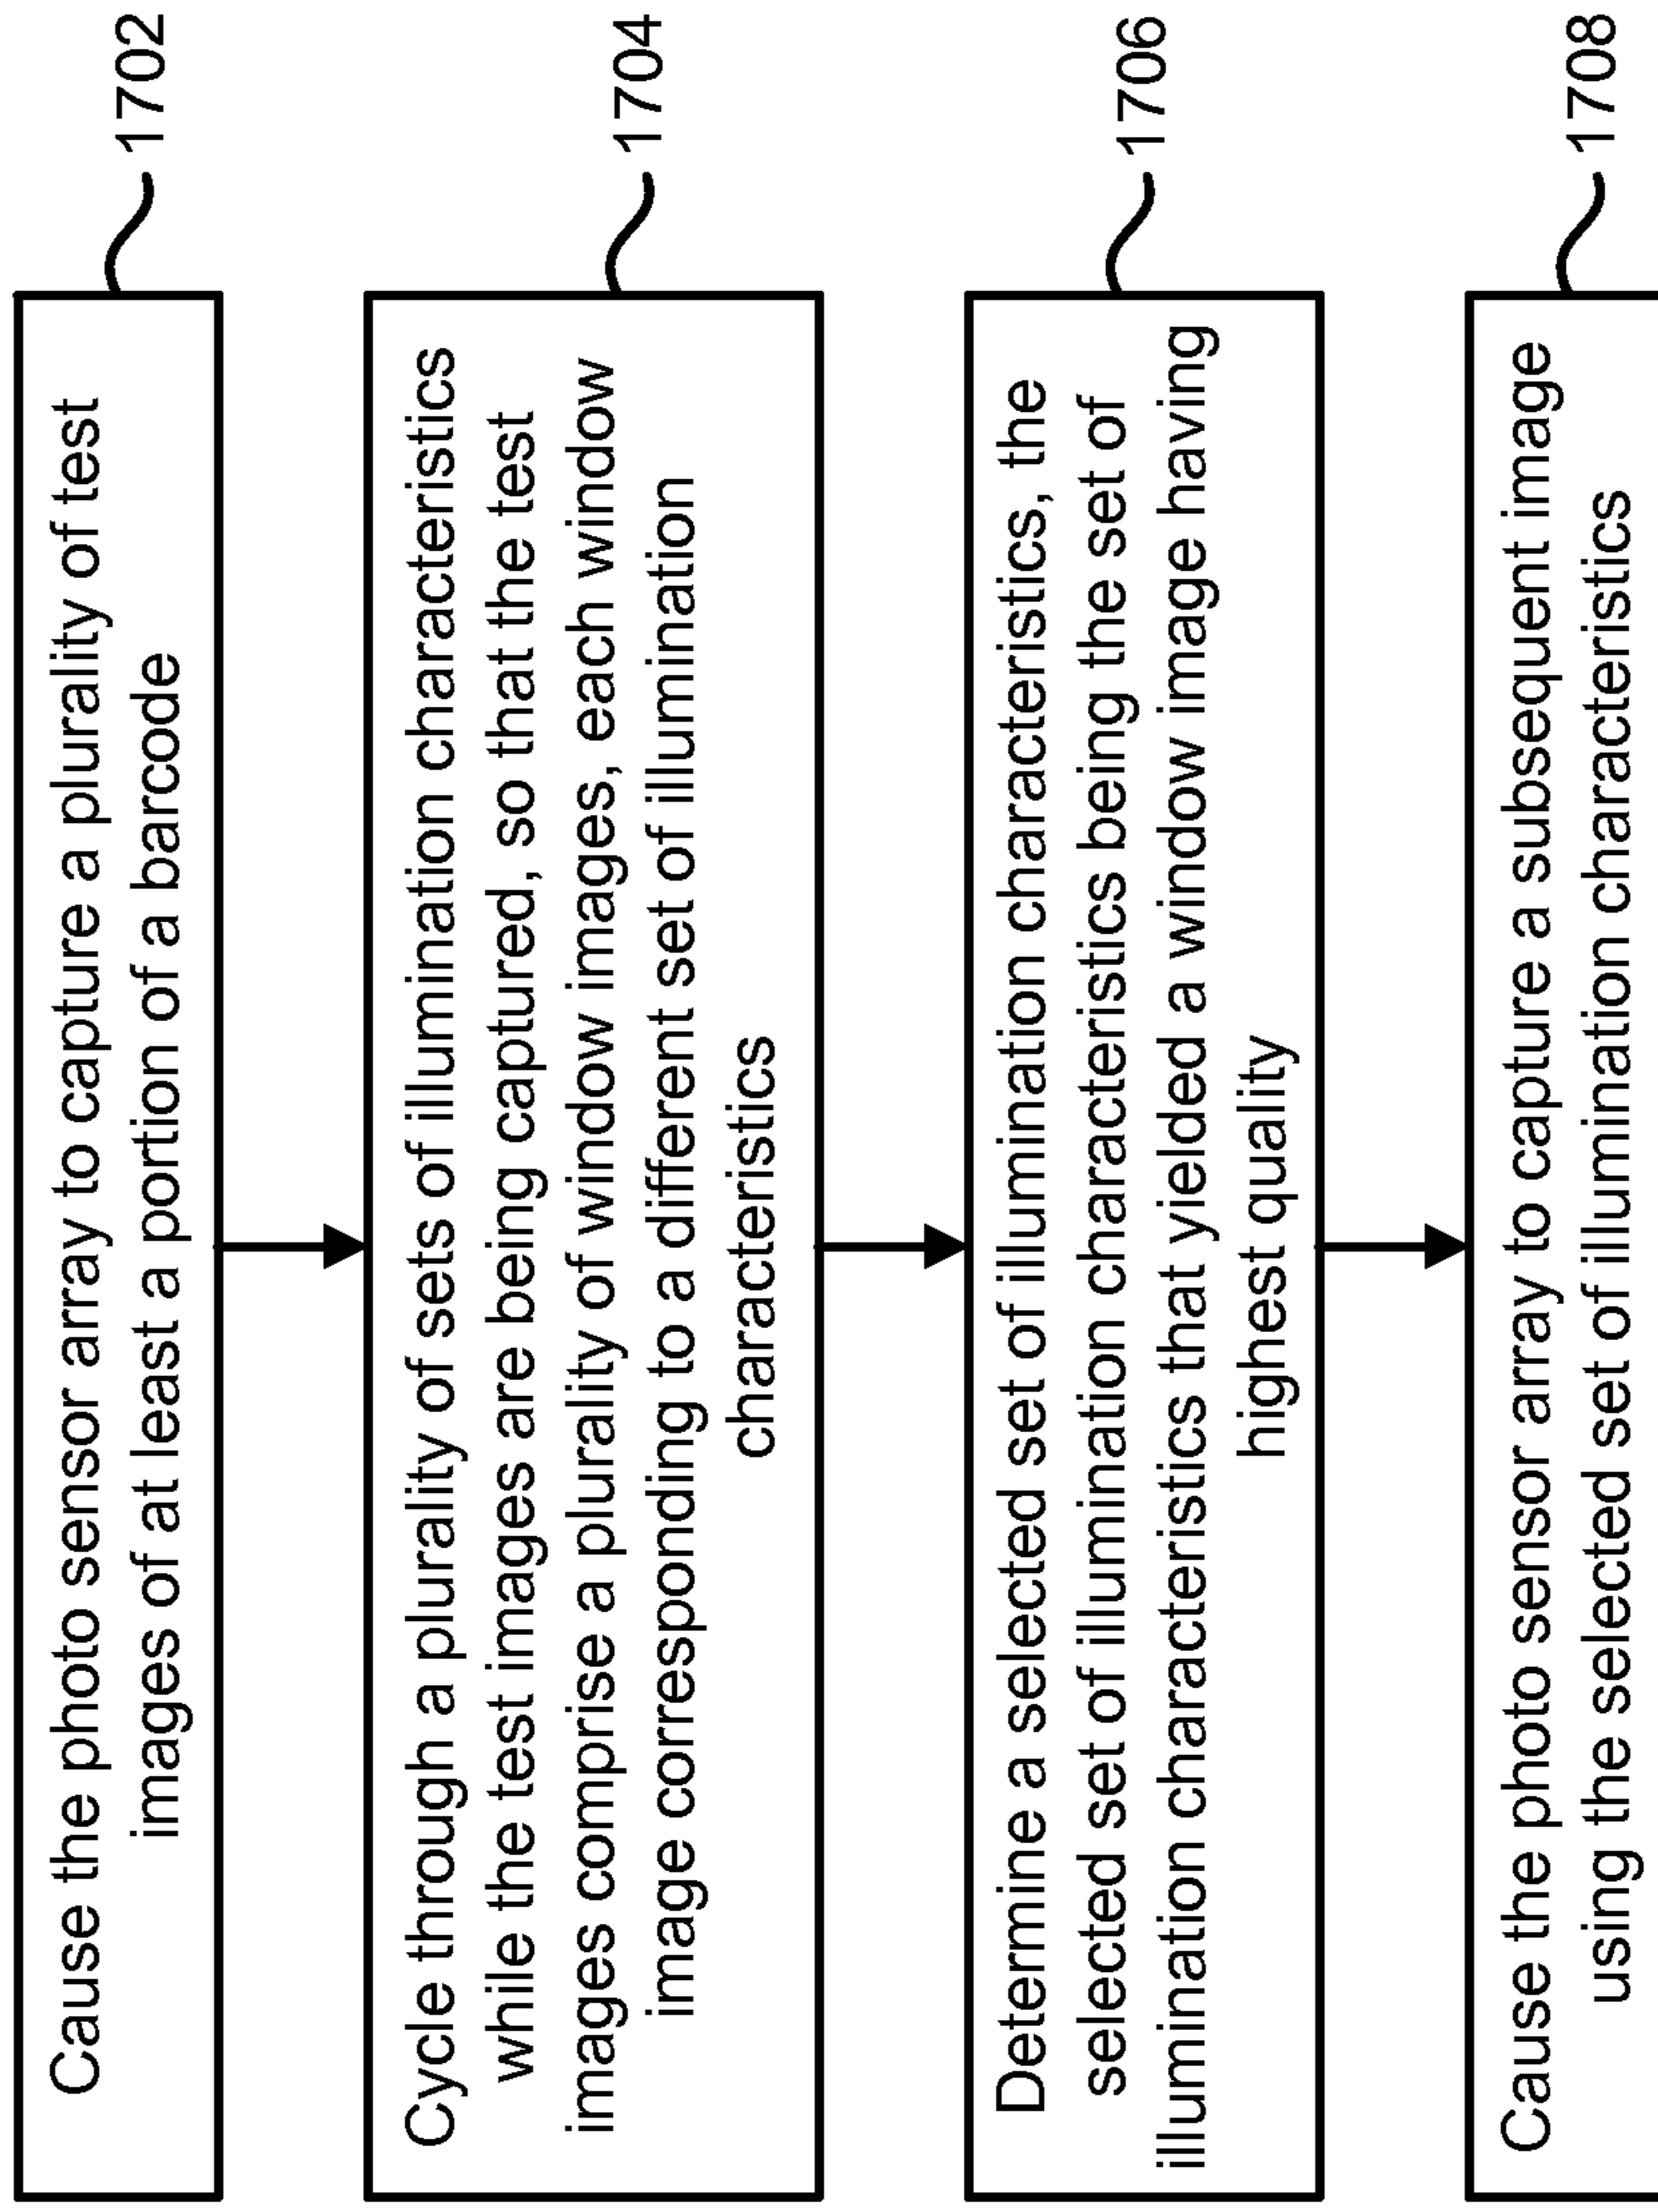 Cause the photo sensor array to capture a plurality of test
images of at least a portion of a barcode
1702
Cycle through a plurality of sets of illumination characteristics
while the test images are being captured, so that the test
images comprise a plurality of window images, each window
image corresponding to a different set of illumination
characteristics
1704
Determine a selected set of illumination characteristics, the
selected set of illumination characteristics being the set of
illumination characteristics that yielded a window image having
highest quality
1706
Cause the photo sensor array to capture a subsequent image
using the selected set of illumination characteristics
1708